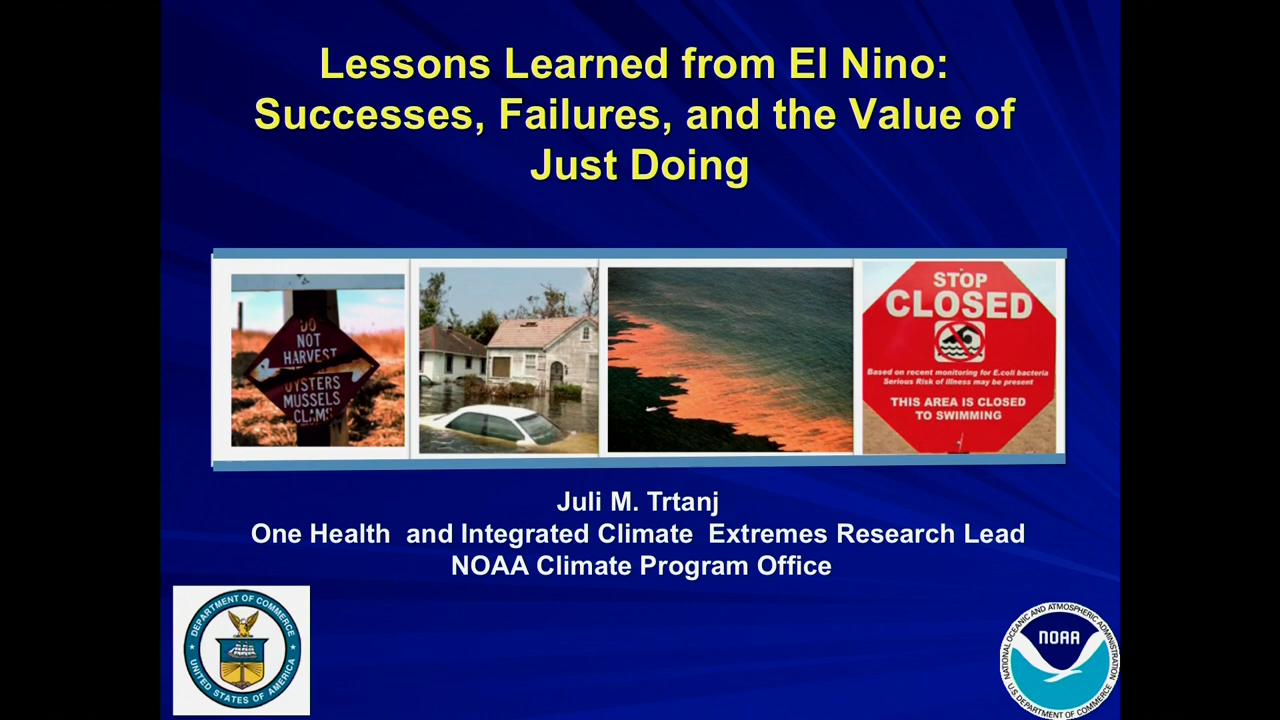 Lessons Learned from El Nino:
Successes, Failures, and the Value of
Just Doing
DO
NOT
HARVEST
OYSTERS
MUSSELS
CLAMS
STOP
CLOSED
Based on recent monitoring for E.coli bacteria
Serious Risk of illness may be present
THIS AREA IS CLOSED
TO SWIMMING
Juli M. Trtanj
One Health and Integrated Climate Extremes Research Lead
NOAA Climate Program Office
DEPARTMENT OF COMMERCE
UNITED STATES OF AMERICA
NATIONAL OCEANIC AND ATMOSPHERIC ADMINISTRATION
NOAA
U.S. DEPARTMENT OF COMMERCE